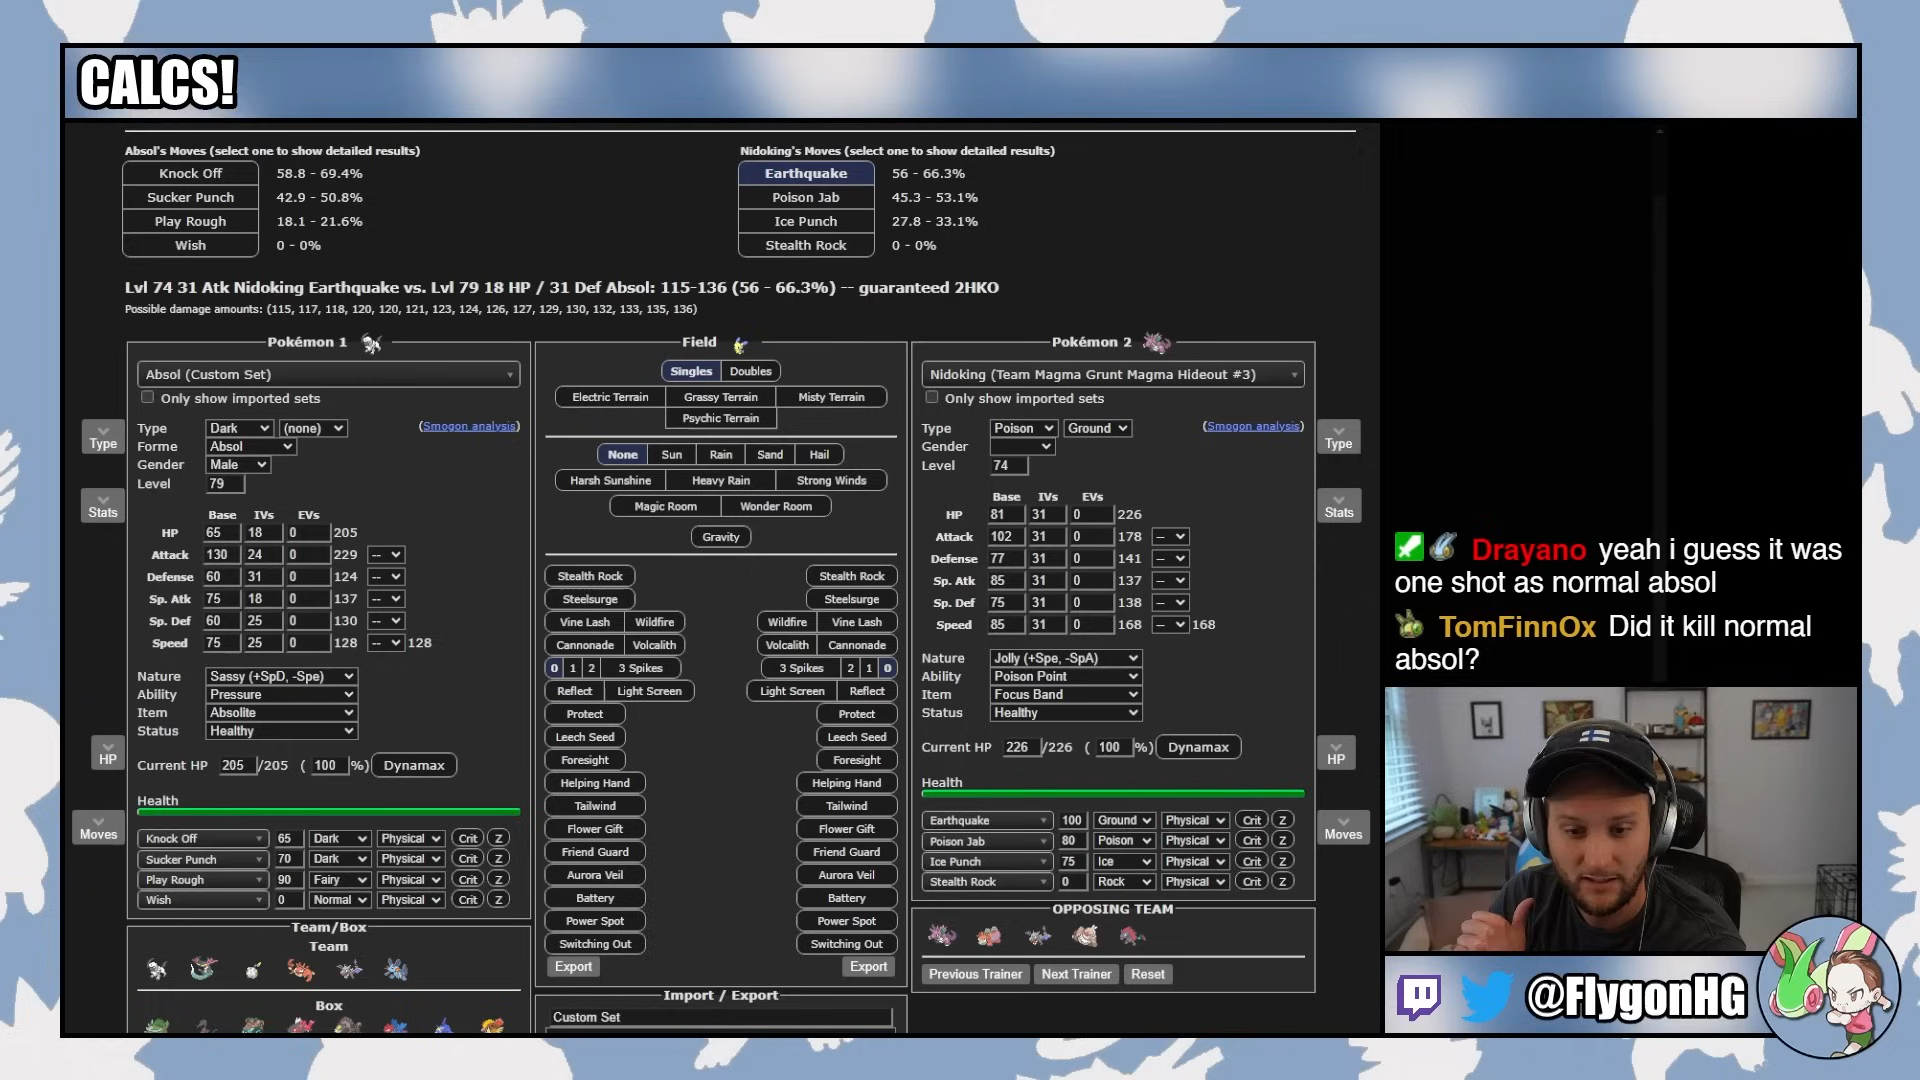 CALCS!
Absol's Moves (select one to show detailed results)
Knock Off 58.8 - 69.4%
Sucker Punch 42.9 - 50.8%
Play Rough 18.1 - 21.6%
Wish 0 - 0%
Nidoking's Moves (select one to show detailed results)
Earthquake 56 - 66.3%
Poison Jab 45.3 - 53.1%
Ice Punch 27.8 - 33.1%
Stealth Rock 0 - 0%
Lvl 74 31 Atk Nidoking Earthquake vs. Lvl 79 18 HP / 31 Def Absol: 115-136 (56 - 66.3%) -- guaranteed 2HKO
Possible damage amounts: (115, 117, 118, 120, 120, 121, 123, 124, 126, 127, 129, 130, 132, 133, 135, 136)
Pokémon 1
Absol (Custom Set)
Only show imported sets
Type Dark (none) (Smogon analysis)
Forme Absol
Gender Male
Level 79
Base IVs EVs
HP 65 18 0 205
Attack 130 24 0 229 --
Defense 60 31 0 124 --
Sp. Atk 75 18 0 137 --
Sp. Def 60 25 0 130 --
Speed 75 25 0 128 -- 128
Nature Sassy (+SpD, -Spe)
Ability Pressure
Item Absolite
Status Healthy
Current HP 205 /205 ( 100 %) Dynamax
Health
Knock Off 65 Dark Physical Crit Z
Sucker Punch 70 Dark Physical Crit Z
Play Rough 90 Fairy Physical Crit Z
Wish 0 Normal Physical Crit Z
Team/Box
Team
Box
Type
Stats
HP
Moves
Field
Singles Doubles
Electric Terrain Grassy Terrain Misty Terrain
Psychic Terrain
None Sun Rain Sand Hail
Harsh Sunshine Heavy Rain Strong Winds
Magic Room Wonder Room
Gravity
Stealth Rock Stealth Rock
Steelsurge Steelsurge
Vine Lash Wildfire Wildfire Vine Lash
Cannonade Volcalith Volcalith Cannonade
0 1 2 3 Spikes 3 Spikes 2 1 0
Reflect Light Screen Light Screen Reflect
Protect Protect
Leech Seed Leech Seed
Foresight Foresight
Helping Hand Helping Hand
Tailwind Tailwind
Flower Gift Flower Gift
Friend Guard Friend Guard
Aurora Veil Aurora Veil
Battery Battery
Power Spot Power Spot
Switching Out Switching Out
Export Export
Import / Export
Custom Set
Pokémon 2
Nidoking (Team Magma Grunt Magma Hideout #3)
Only show imported sets
Type Poison Ground (Smogon analysis)
Gender
Level 74
Base IVs EVs
HP 81 31 0 226
Attack 102 31 0 178 --
Defense 77 31 0 141 --
Sp. Atk 85 31 0 137 --
Sp. Def 75 31 0 138 --
Speed 85 31 0 168 -- 168
Nature Jolly (+Spe, -SpA)
Ability Poison Point
Item Focus Band
Status Healthy
Current HP 226 /226 ( 100 %) Dynamax
Health
Earthquake 100 Ground Physical Crit Z
Poison Jab 80 Poison Physical Crit Z
Ice Punch 75 Ice Physical Crit Z
Stealth Rock 0 Rock Physical Crit Z
OPPOSING TEAM
Previous Trainer Next Trainer Reset
Type
Stats
HP
Moves
Drayano yeah i guess it was
one shot as normal absol
TomFinnOx Did it kill normal
absol?
@FlygonHG